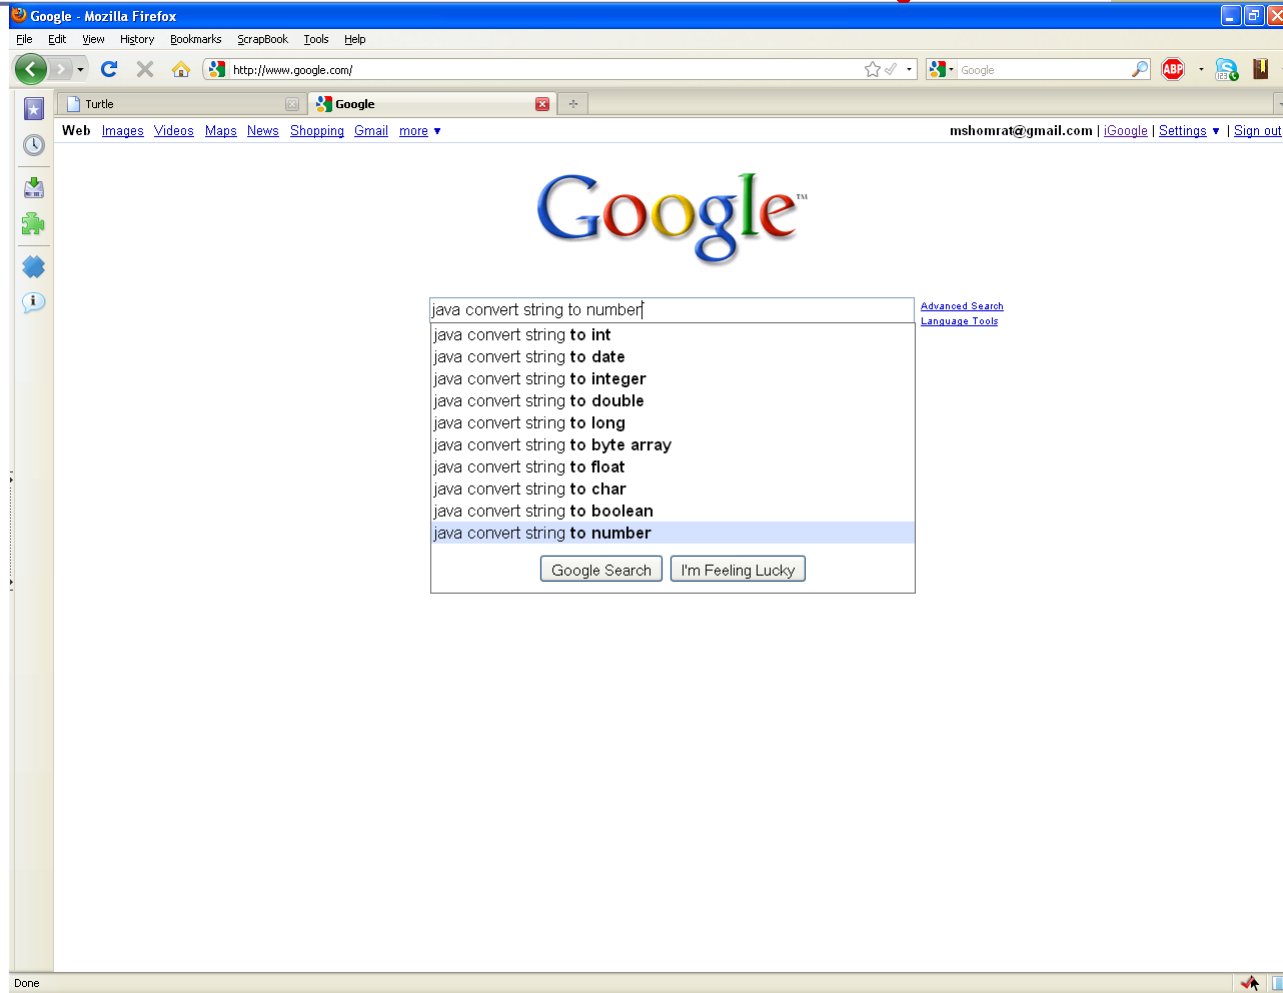 Google - Mozilla Firefox
File Edit View History Bookmarks ScrapBook Tools Help
http://www.google.com/ Google ABP
Turtle Google
Web Images Videos Maps News Shopping Gmail more ▼ mshomrat@gmail.com | iGoogle | Settings ▼ | Sign out
Google™
java convert string to number Advanced Search
Language Tools
java convert string to int
java convert string to date
java convert string to integer
java convert string to double
java convert string to long
java convert string to byte array
java convert string to float
java convert string to char
java convert string to boolean
java convert string to number
Google Search I'm Feeling Lucky
Done